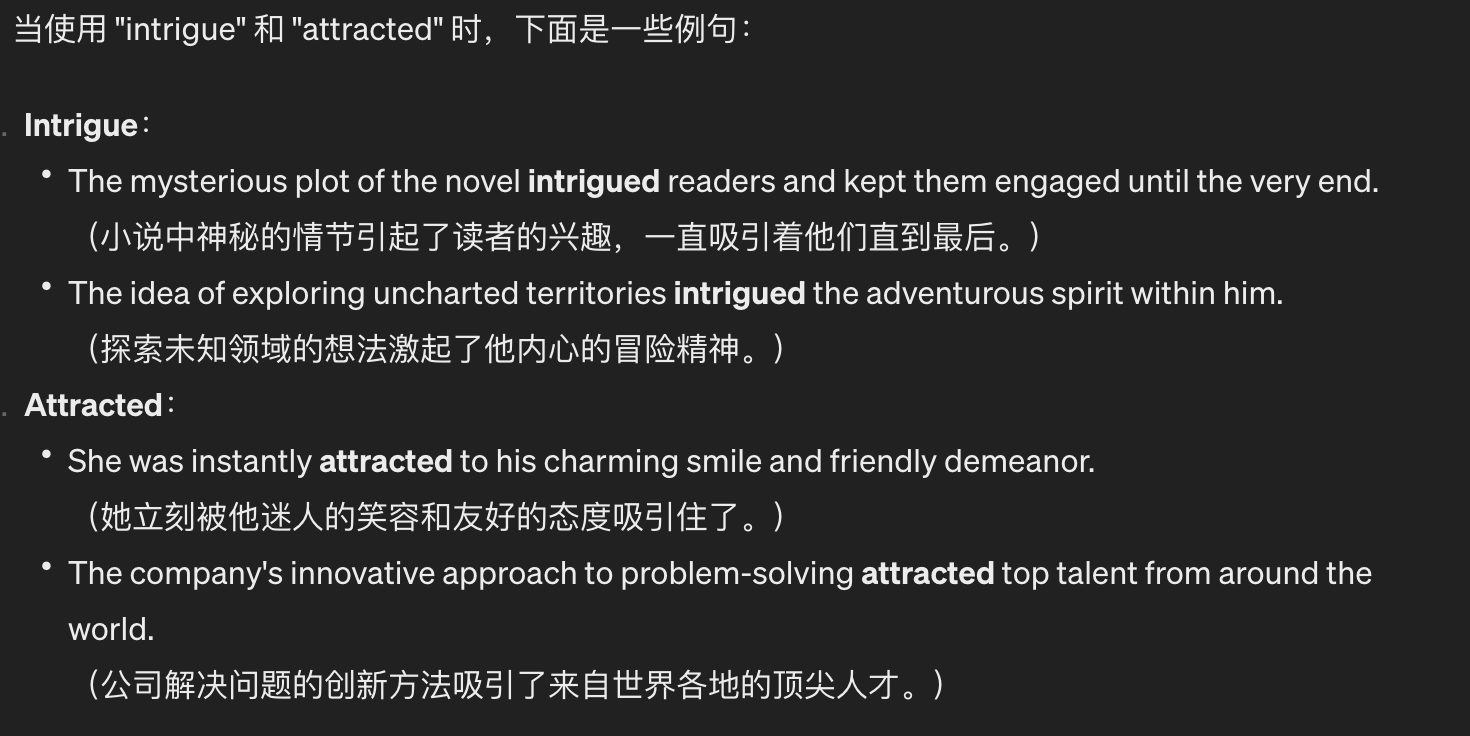 当使用 "intrigue" 和 "attracted" 时，下面是一些例句：
. Intrigue：
• The mysterious plot of the novel intrigued readers and kept them engaged until the very end.
（小说中神秘的情节引起了读者的兴趣，一直吸引着他们直到最后。）
• The idea of exploring uncharted territories intrigued the adventurous spirit within him.
（探索未知领域的想法激起了他内心的冒险精神。）
. Attracted：
• She was instantly attracted to his charming smile and friendly demeanor.
（她立刻被他迷人的笑容和友好的态度吸引住了。）
• The company's innovative approach to problem-solving attracted top talent from around the
world.
（公司解决问题的创新方法吸引了来自世界各地的顶尖人才。）